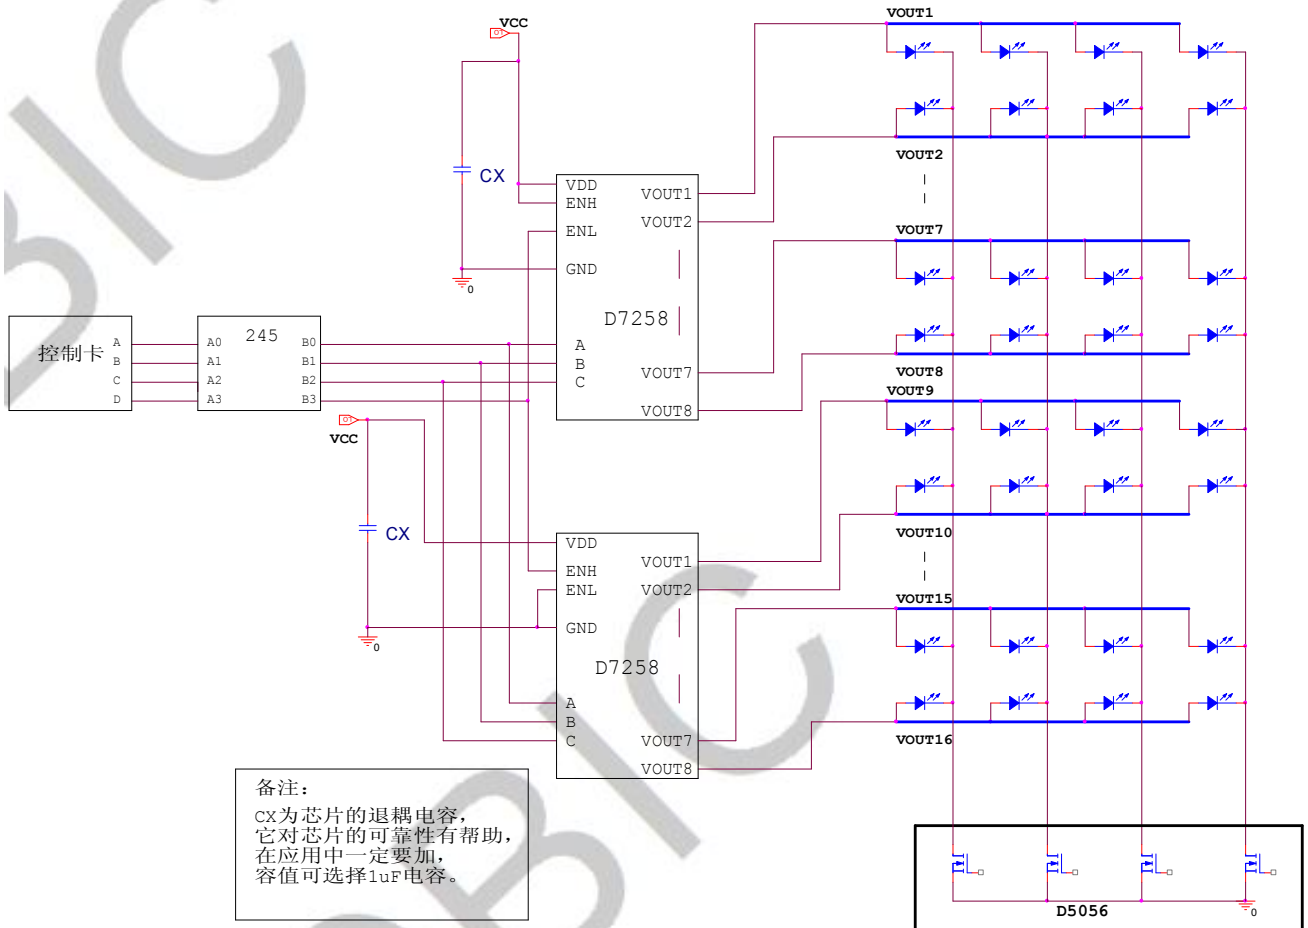 VCC
CX
0
VDD
ENH
ENL
GND
D7258
A
B
C
VOUT1
VOUT2
VOUT7
VOUT8
控制卡
A
B
C
D
245
A0
A1
A2
A3
B0
B1
B2
B3
VCC
CX
0
VDD
ENH
ENL
GND
D7258
A
B
C
VOUT1
VOUT2
VOUT7
VOUT8
VOUT1
VOUT2
VOUT7
VOUT8
VOUT9
VOUT10
VOUT15
VOUT16
备注：
CX为芯片的退耦电容，
它对芯片的可靠性有帮助，
在应用中一定要加，
容值可选择1uF电容。
D5056
0